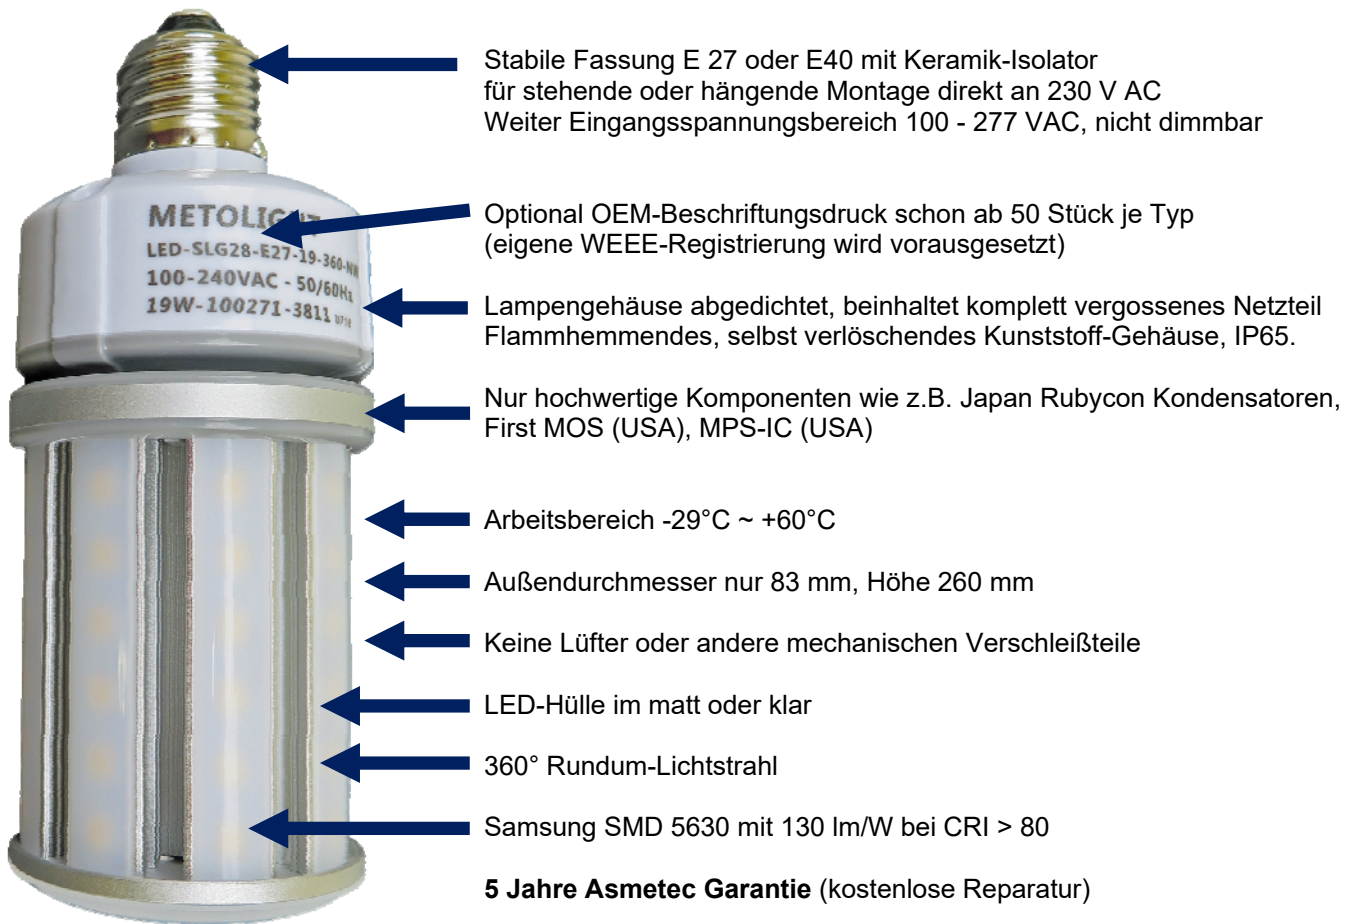 Stabile Fassung E 27 oder E40 mit Keramik-Isolator
für stehende oder hängende Montage direkt an 230 V AC
Weiter Eingangsspannungsbereich 100 - 277 VAC, nicht dimmbar
METOLIGHT
LED-SLG28-E27-19-360-NW
100-240VAC - 50/60Hz
19W-100271-3811
Optional OEM-Beschriftungsdruck schon ab 50 Stück je Typ
(eigene WEEE-Registrierung wird vorausgesetzt)
Lampengehäuse abgedichtet, beinhaltet komplett vergossenes Netzteil
Flammhemmendes, selbst verlöschendes Kunststoff-Gehäuse, IP65.
Nur hochwertige Komponenten wie z.B. Japan Rubycon Kondensatoren,
First MOS (USA), MPS-IC (USA)
Arbeitsbereich -29°C ~ +60°C
Außendurchmesser nur 83 mm, Höhe 260 mm
Keine Lüfter oder andere mechanischen Verschleißteile
LED-Hülle im matt oder klar
360° Rundum-Lichtstrahl
Samsung SMD 5630 mit 130 lm/W bei CRI > 80
5 Jahre Asmetec Garantie (kostenlose Reparatur)